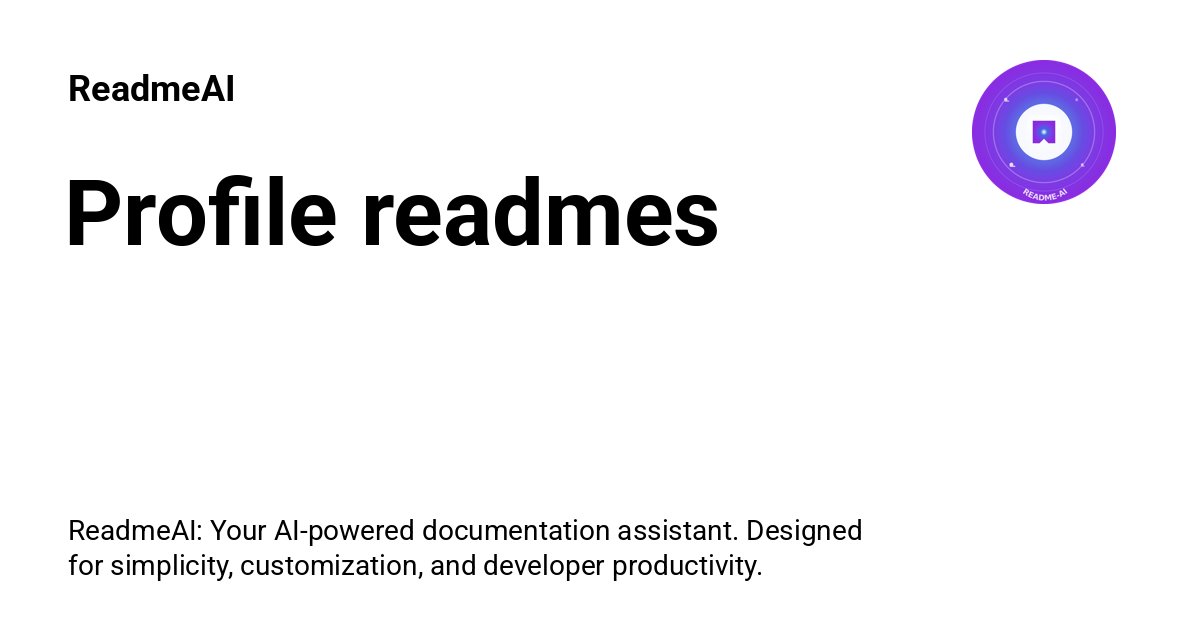 ReadmeAI
README-AI
Profile readmes
ReadmeAI: Your AI-powered documentation assistant. Designed
for simplicity, customization, and developer productivity.